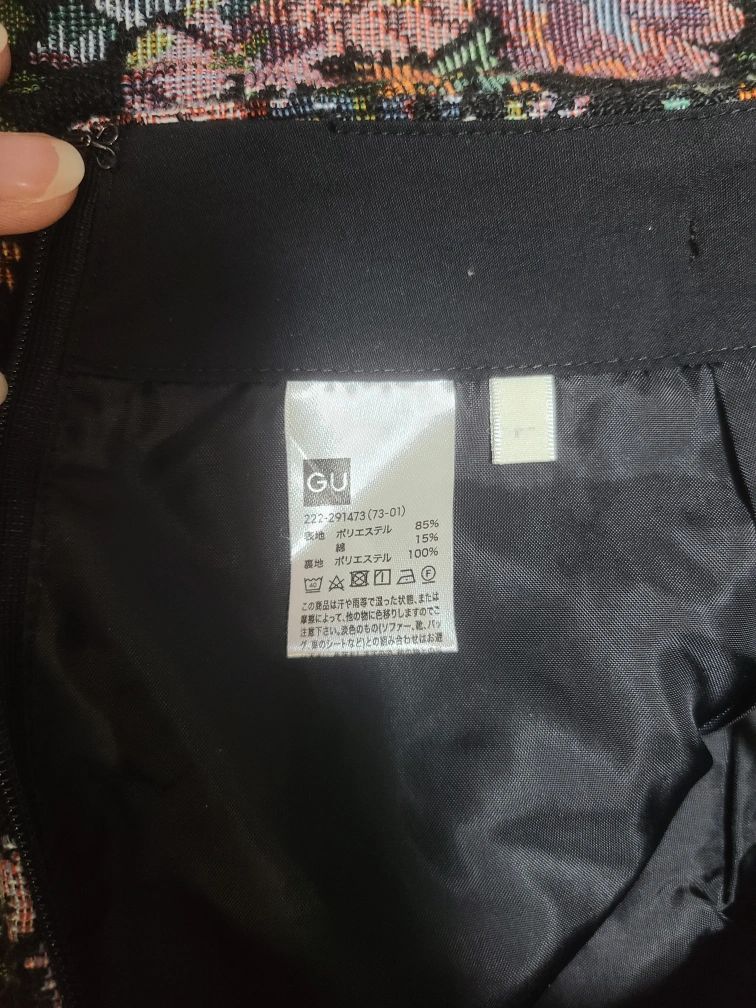 GU
222-291473(73-01)
表地 ポリエステル 85%
綿 15%
裏地 ポリエステル 100%
40 F
この商品は汗や雨等で湿った状態、または
摩擦によって、他の物に色移りしますのでご
注意下さい。淡色のもの(ソファー、靴、バッ
グ、車のシートなど)との組み合わせはお避